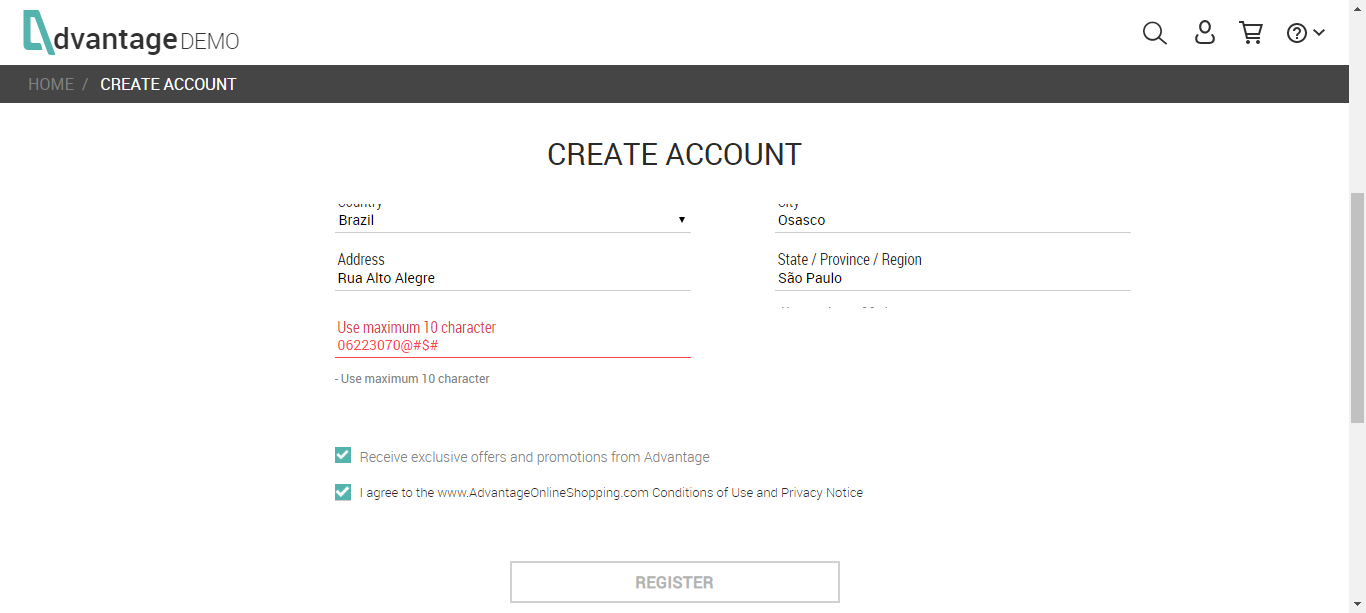 Advantage DEMO
HOME / CREATE ACCOUNT
CREATE ACCOUNT
Country
City
Brazil
Osasco
Address
State / Province / Region
Rua Alto Alegre
São Paulo
Use maximum 10 character
06223070@#$#
- Use maximum 10 character
Receive exclusive offers and promotions from Advantage
I agree to the www.AdvantageOnlineShopping.com Conditions of Use and Privacy Notice
REGISTER